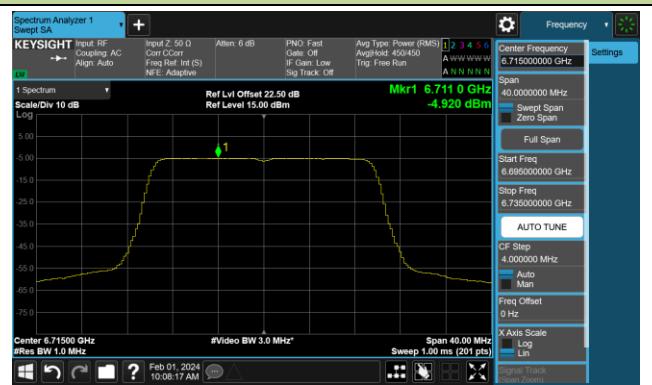 Spectrum Analyzer 1
Swept SA
+
Frequency
KEYSIGHT
Input: RF
Coupling: AC
Align: Auto
Input Z: 50 Ω
Corr CCorr
Freq Ref: Int (S)
NFE: Adaptive
Atten: 6 dB
PNO: Fast
Gate: Off
IF Gain: Low
Sig Track: Off
Avg Type: Power (RMS)
Avg|Hold: 450/450
Trig: Free Run
1 2 3 4 5 6
A WW WW W
A N N N N N
LW
1 Spectrum
Scale/Div 10 dB
Log
Ref Lvl Offset 22.50 dB
Ref Level 15.00 dBm
Mkr1 6.711 0 GHz
-4.920 dBm
1
5.00
-5.00
-15.0
-25.0
-35.0
-45.0
-55.0
-65.0
-75.0
Center 6.71500 GHz
#Res BW 1.0 MHz
#Video BW 3.0 MHz*
Span 40.00 MHz
Sweep 1.00 ms (201 pts)
Center Frequency
6.715000000 GHz
Settings
Span
40.0000000 MHz
Swept Span
Zero Span
Full Span
Start Freq
6.695000000 GHz
Stop Freq
6.735000000 GHz
AUTO TUNE
CF Step
4.000000 MHz
Auto
Man
Freq Offset
0 Hz
X Axis Scale
Log
Lin
Signal Track
(Span Zoom)
?
Feb 01, 2024
10:08:17 AM